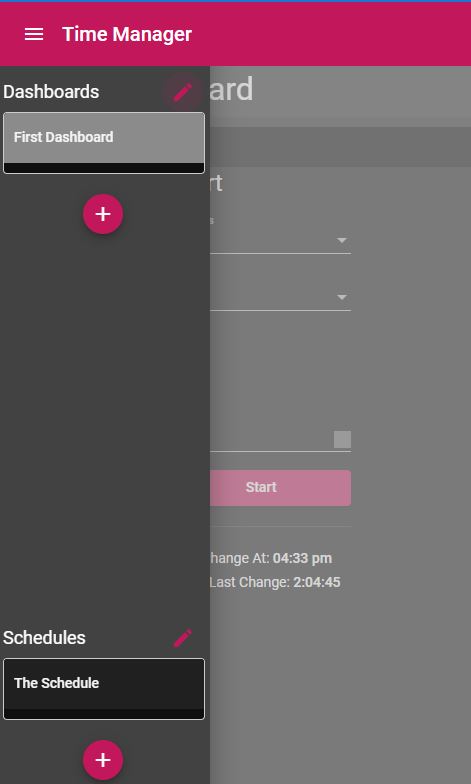 Time Manager
Dashboards
ard
First Dashboard
rt
s
Start
hange At: 04:33 pm
Last Change: 2:04:45
Schedules
The Schedule